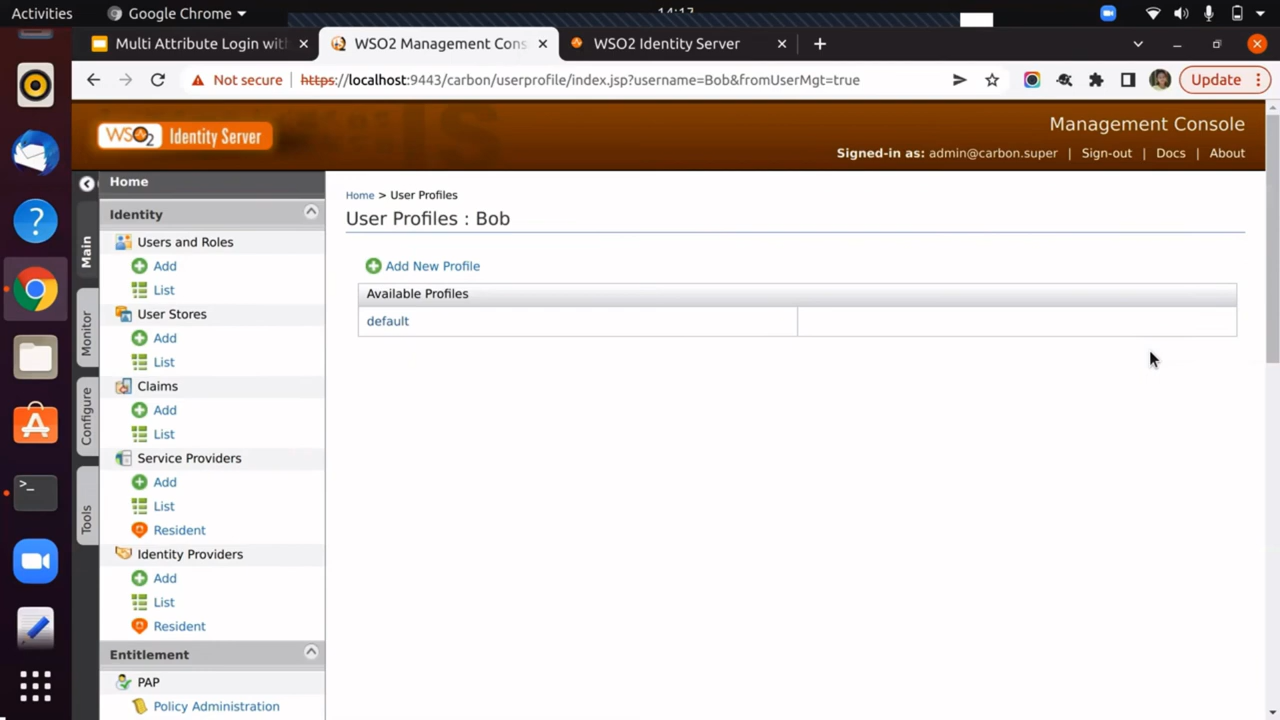 Activities
Google Chrome
14:17
Multi Attribute Login with
WSO2 Management Cons
WSO2 Identity Server
Not secure
https://localhost:9443/carbon/userprofile/index.jsp?username=Bob&fromUserMgt=true
Update
WSO2 Identity Server
Management Console
Signed-in as: admin@carbon.super | Sign-out | Docs | About
Main
Monitor
Configure
Tools
Home
Identity
Users and Roles
Add
List
User Stores
Add
List
Claims
Add
List
Service Providers
Add
List
Resident
Identity Providers
Add
List
Resident
Entitlement
PAP
Policy Administration
Home > User Profiles
User Profiles : Bob
Add New Profile
Available Profiles
default